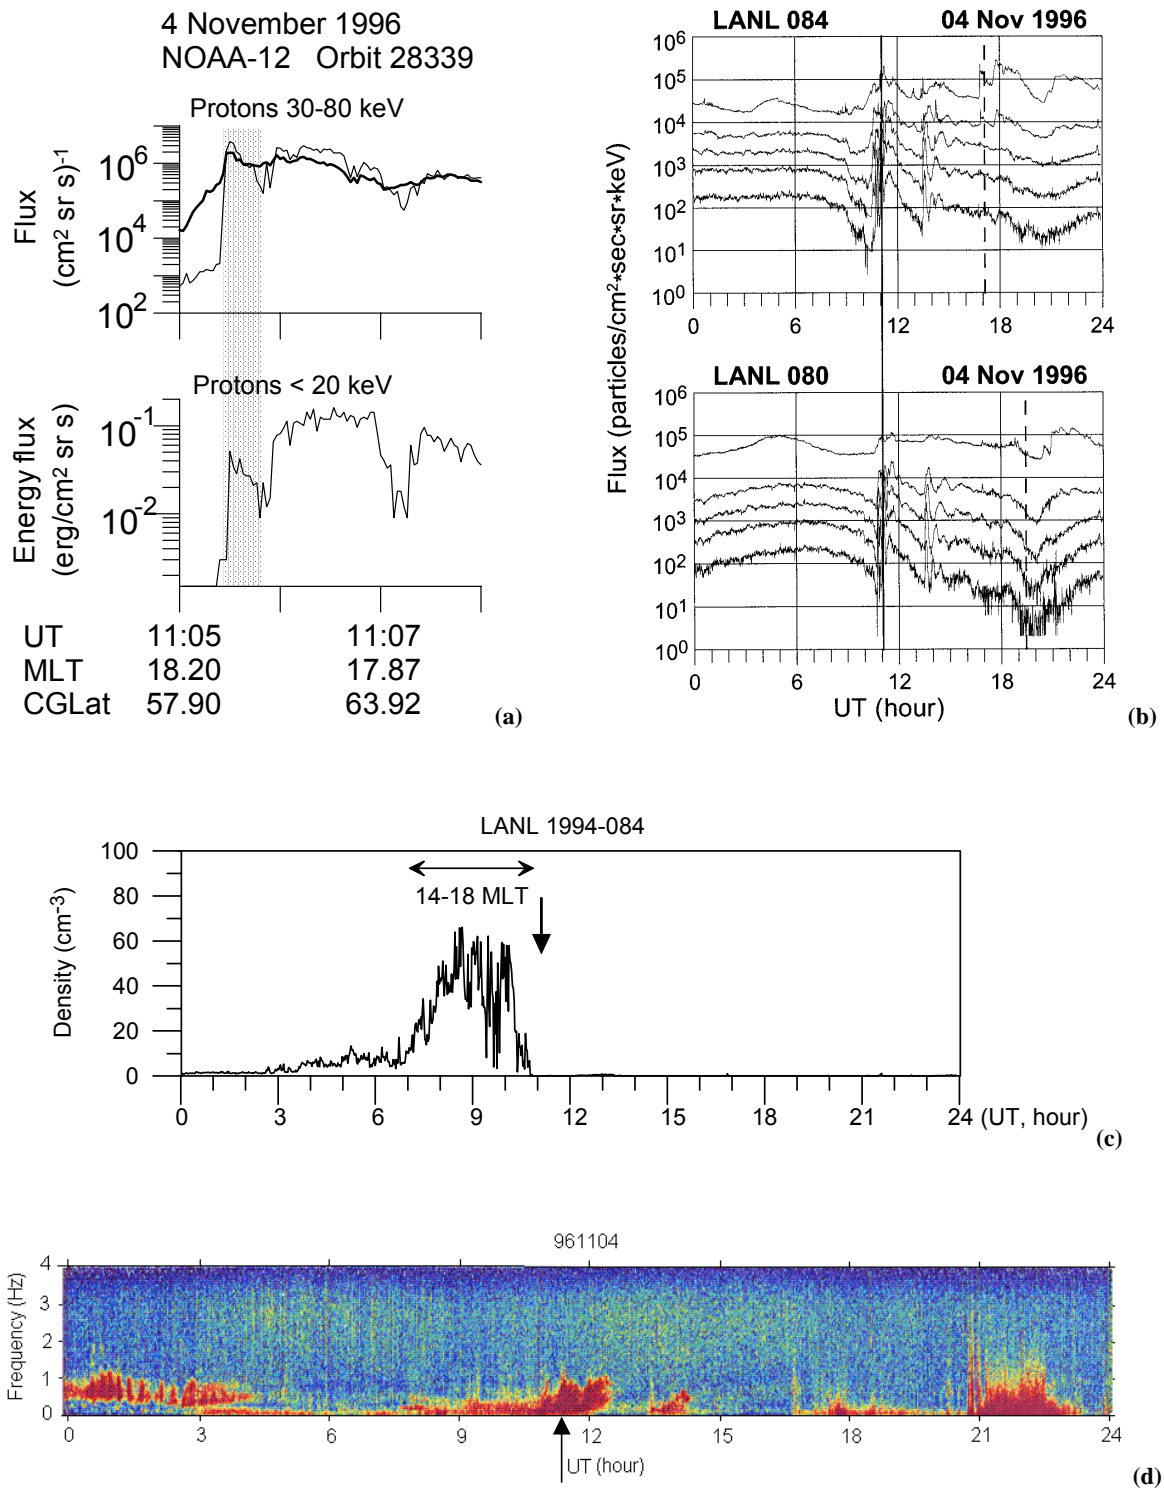 4 November 1996
NOAA-12 Orbit 28339
Protons 30-80 keV
Flux
(cm² sr s)⁻¹
10⁶
10⁴
10²
Protons < 20 keV
Energy flux
(erg/cm² sr s)
10⁻¹
10⁻²
UT 11:05 11:07
MLT 18.20 17.87
CGLat 57.90 63.92
(a)
LANL 084 04 Nov 1996
10⁶
10⁵
10⁴
10³
10²
10¹
10⁰
0 6 12 18 24
Flux (particles/cm²*sec*sr*keV)
LANL 080 04 Nov 1996
10⁶
10⁵
10⁴
10³
10²
10¹
10⁰
0 6 12 18 24
UT (hour)
(b)
LANL 1994-084
Density (cm⁻³)
100
80
60
40
20
0
14-18 MLT
0 3 6 9 12 15 18 21 24 (UT, hour)
(c)
961104
Frequency (Hz)
4
3
2
1
0
0 3 6 9 12 15 18 21 24
UT (hour)
(d)